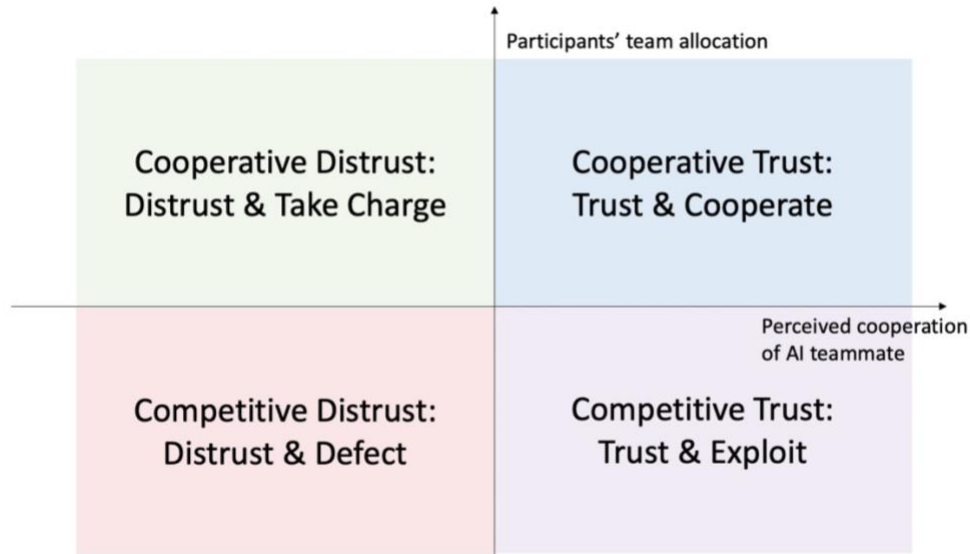 Participants' team allocation
Cooperative Distrust:
Distrust & Take Charge
Cooperative Trust:
Trust & Cooperate
Perceived cooperation
of AI teammate
Competitive Distrust:
Distrust & Defect
Competitive Trust:
Trust & Exploit